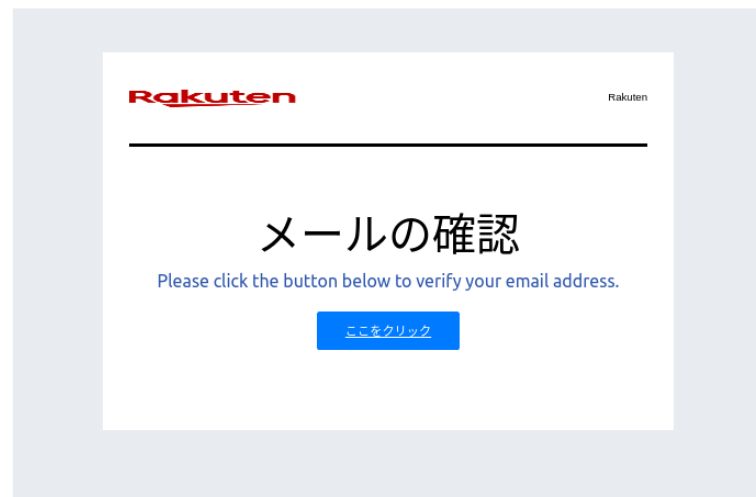 Rakuten
Rakuten
メールの確認
Please click the button below to verify your email address.
ここをクリック